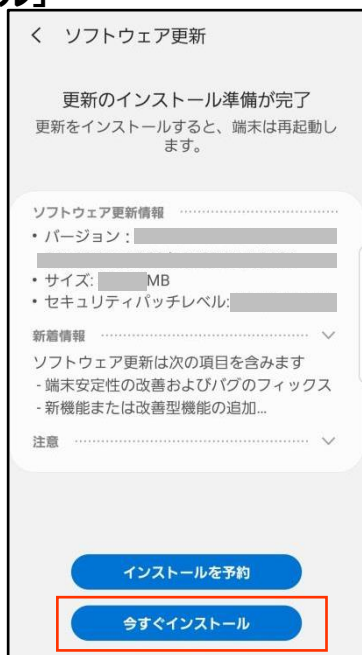 ソフトウェア更新
更新のインストール準備が完了
更新をインストールすると、端末は再起動し
ます。
ソフトウェア更新情報
・バージョン:
・サイズ: MB
・セキュリティパッチレベル:
新着情報
ソフトウェア更新は次の項目を含みます
- 端末安定性の改善およびバグのフィックス
- 新機能または改善型機能の追加...
注意
インストールを予約
今すぐインストール